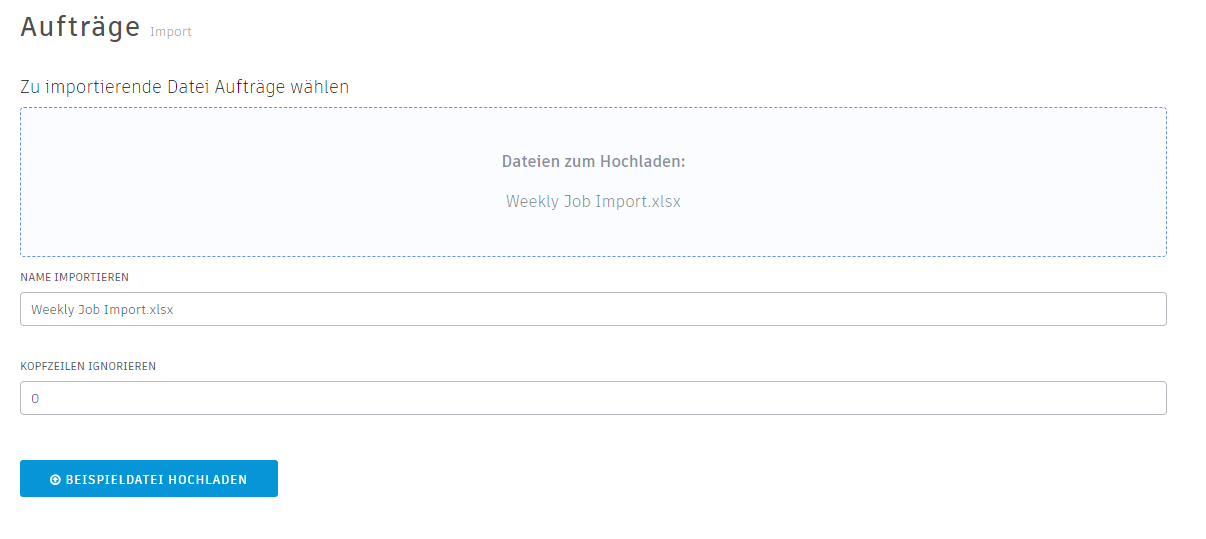 Aufträge Import
Zu importierende Datei Aufträge wählen
Dateien zum Hochladen:
Weekly Job Import.xlsx
NAME IMPORTIEREN
Weekly Job Import.xlsx
KOPFZEILEN IGNORIEREN
0
BEISPIELDATEI HOCHLADEN